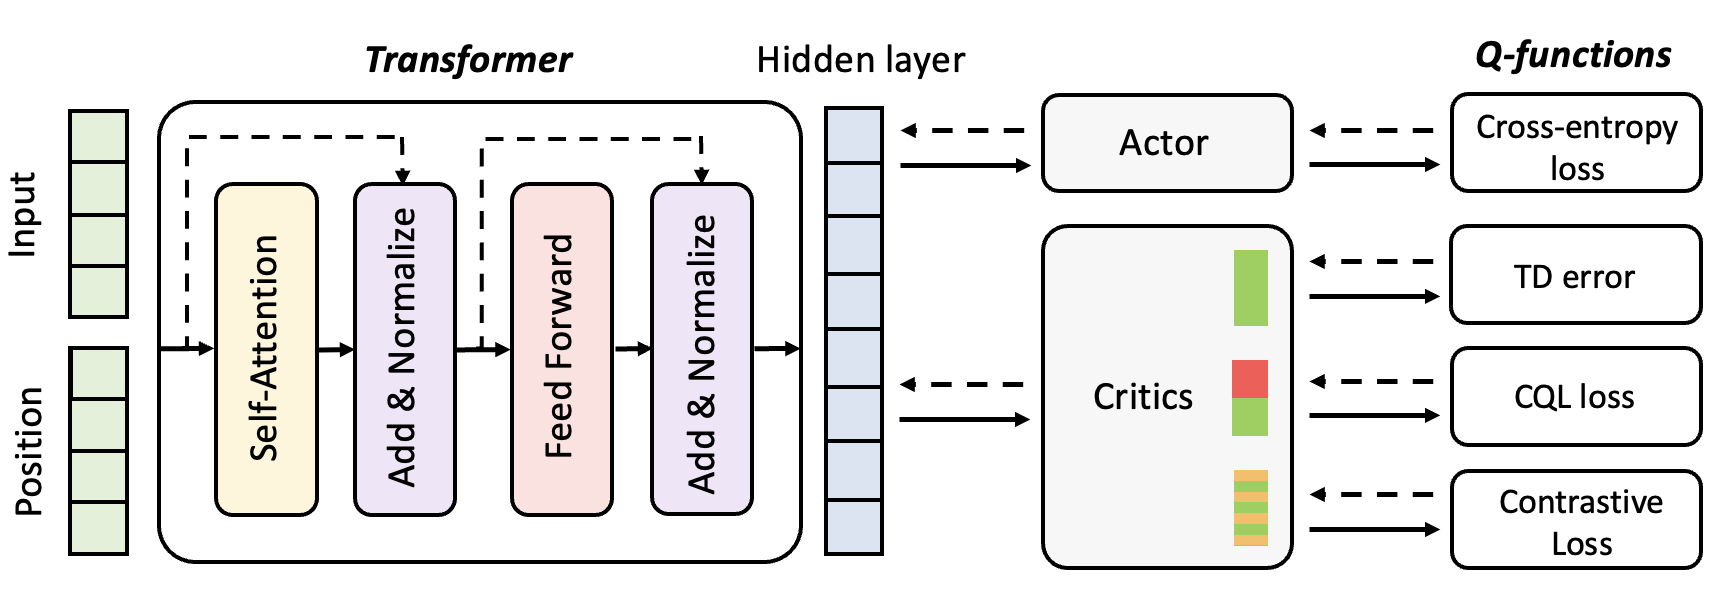 Transformer
Hidden layer
Q-functions
Input
Position
Self-Attention
Add & Normalize
Feed Forward
Add & Normalize
Actor
Critics
Cross-entropy
loss
TD error
CQL loss
Contrastive
Loss